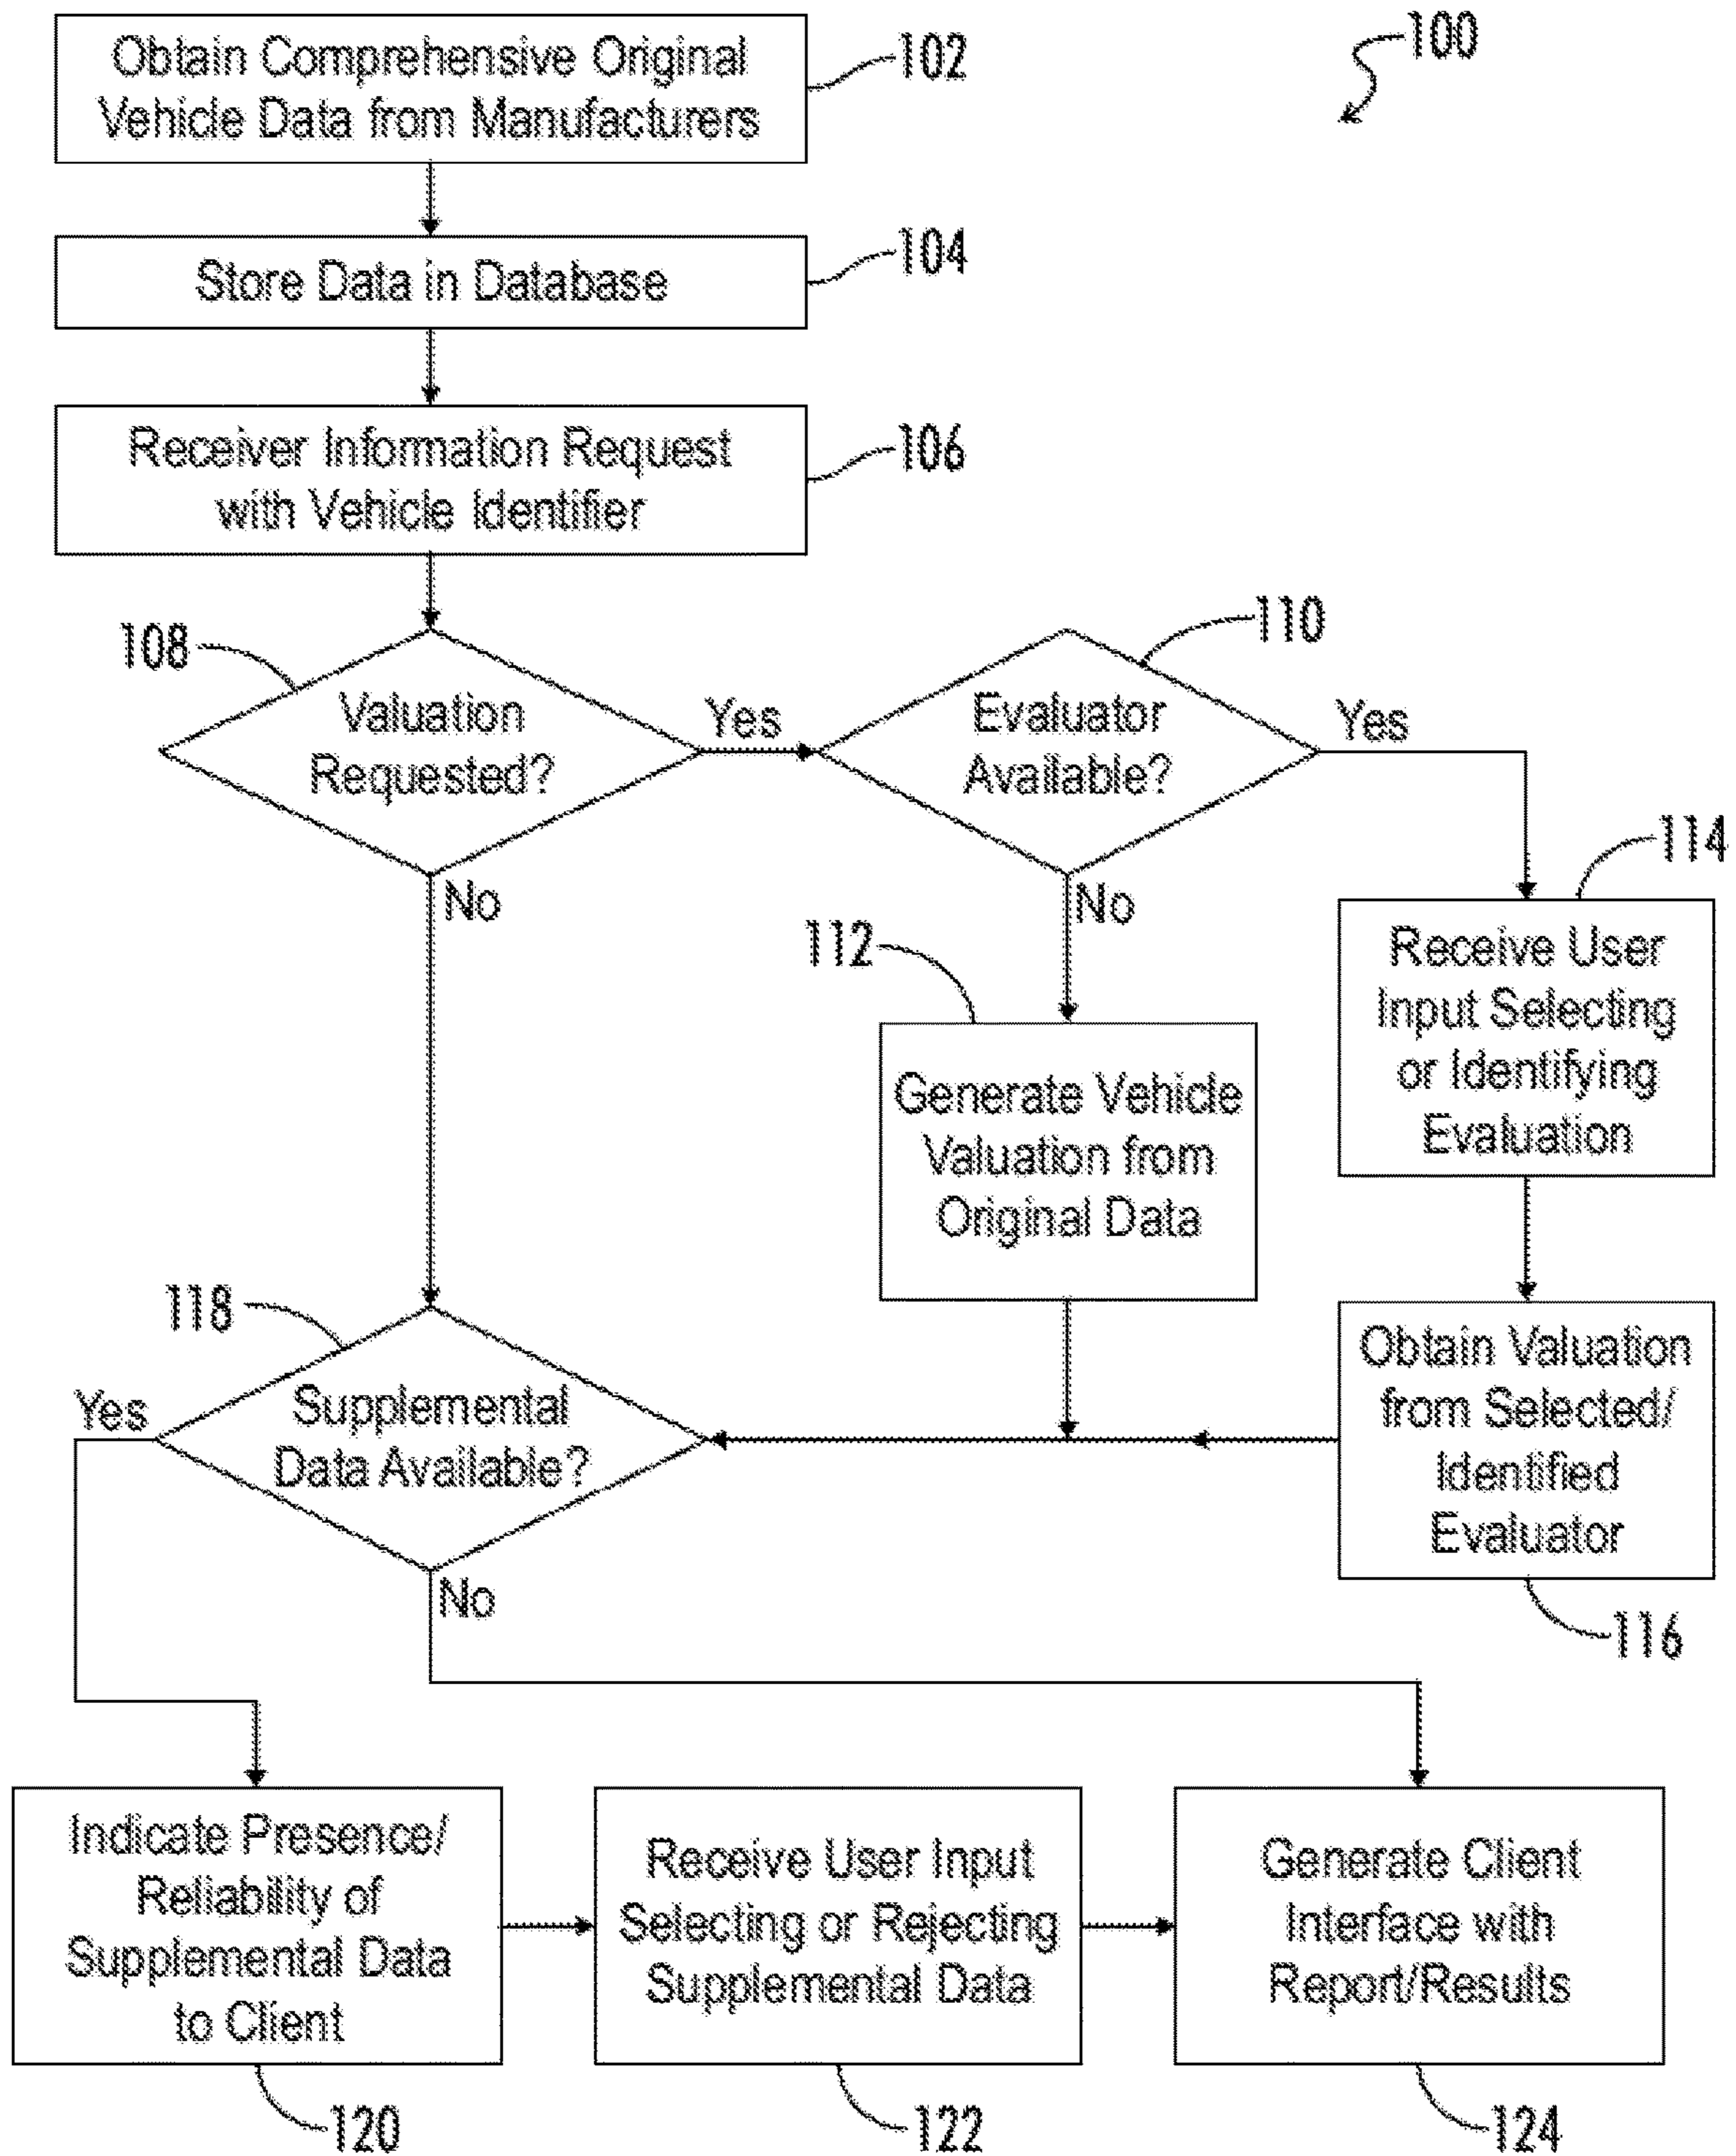 100
Obtain Comprehensive Original
Vehicle Data from Manufacturers
102
Store Data in Database
104
Receiver Information Request
with Vehicle Identifier
106
108
Valuation
Requested?
Yes
No
110
Evaluator
Available?
Yes
No
112
Generate Vehicle
Valuation from
Original Data
114
Receive User
Input Selecting
or Identifying
Evaluation
Obtain Valuation
from Selected/
Identified
Evaluator
116
118
Supplemental
Data Available?
Yes
No
Indicate Presence/
Reliability of
Supplemental Data
to Client
120
Receive User Input
Selecting or Rejecting
Supplemental Data
122
Generate Client
Interface with
Report/Results
124